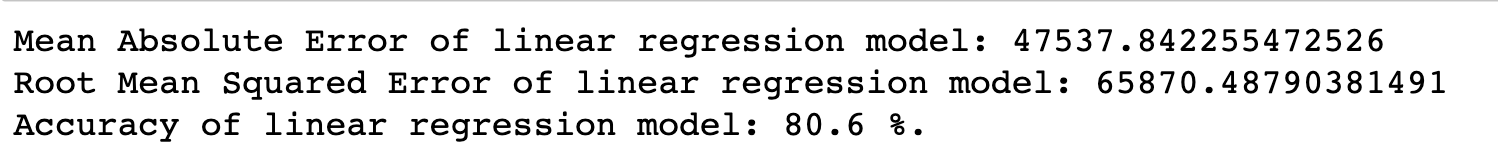 Mean Absolute Error of linear regression model: 47537.842255472526
Root Mean Squared Error of linear regression model: 65870.48790381491
Accuracy of linear regression model: 80.6 %.